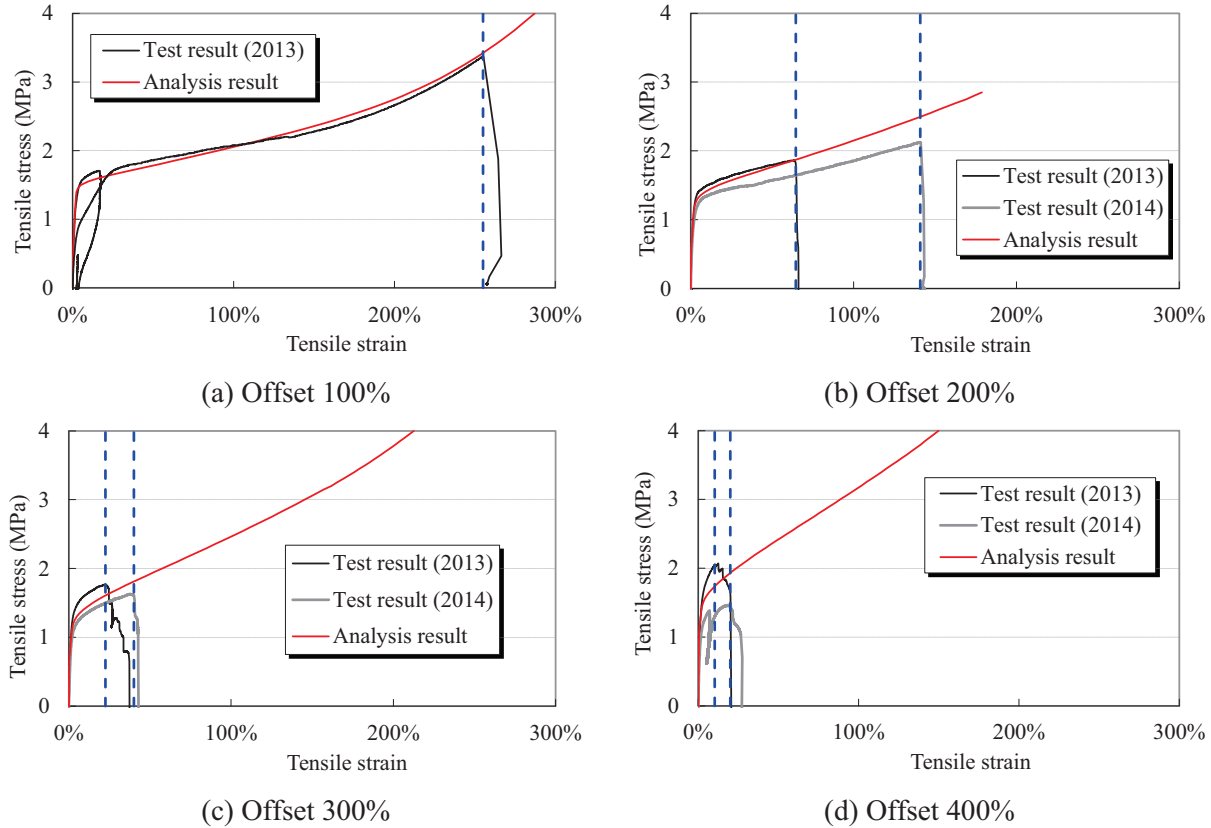 4
3
2
1
0
Tensile stress (MPa)
Test result (2013)
Analysis result
0%
100%
200%
300%
Tensile strain
(a) Offset 100%
4
3
2
1
0
Tensile stress (MPa)
Test result (2013)
Test result (2014)
Analysis result
0%
100%
200%
300%
Tensile strain
(b) Offset 200%
4
3
2
1
0
Tensile stress (MPa)
Test result (2013)
Test result (2014)
Analysis result
0%
100%
200%
300%
Tensile strain
(c) Offset 300%
4
3
2
1
0
Tensile stress (MPa)
Test result (2013)
Test result (2014)
Analysis result
0%
100%
200%
300%
Tensile strain
(d) Offset 400%